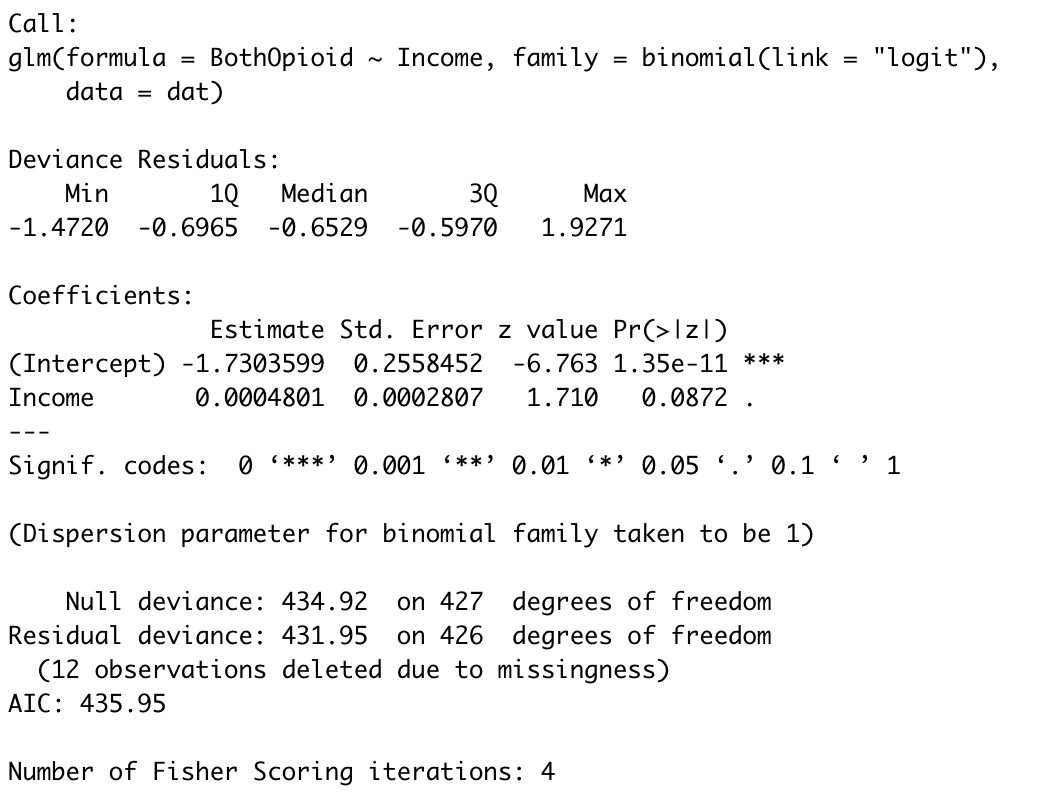 Call:
glm(formula = BothOpioid ~ Income, family = binomial(link = "logit"),
    data = dat)

Deviance Residuals:
    Min       1Q   Median       3Q      Max
-1.4720  -0.6965  -0.6529  -0.5970   1.9271

Coefficients:
              Estimate Std. Error z value Pr(>|z|)
(Intercept) -1.7303599  0.2558452  -6.763 1.35e-11 ***
Income       0.0004801  0.0002807   1.710   0.0872 .
---
Signif. codes:  0 ‘***’ 0.001 ‘**’ 0.01 ‘*’ 0.05 ‘.’ 0.1 ‘ ’ 1

(Dispersion parameter for binomial family taken to be 1)

    Null deviance: 434.92  on 427  degrees of freedom
Residual deviance: 431.95  on 426  degrees of freedom
  (12 observations deleted due to missingness)
AIC: 435.95

Number of Fisher Scoring iterations: 4